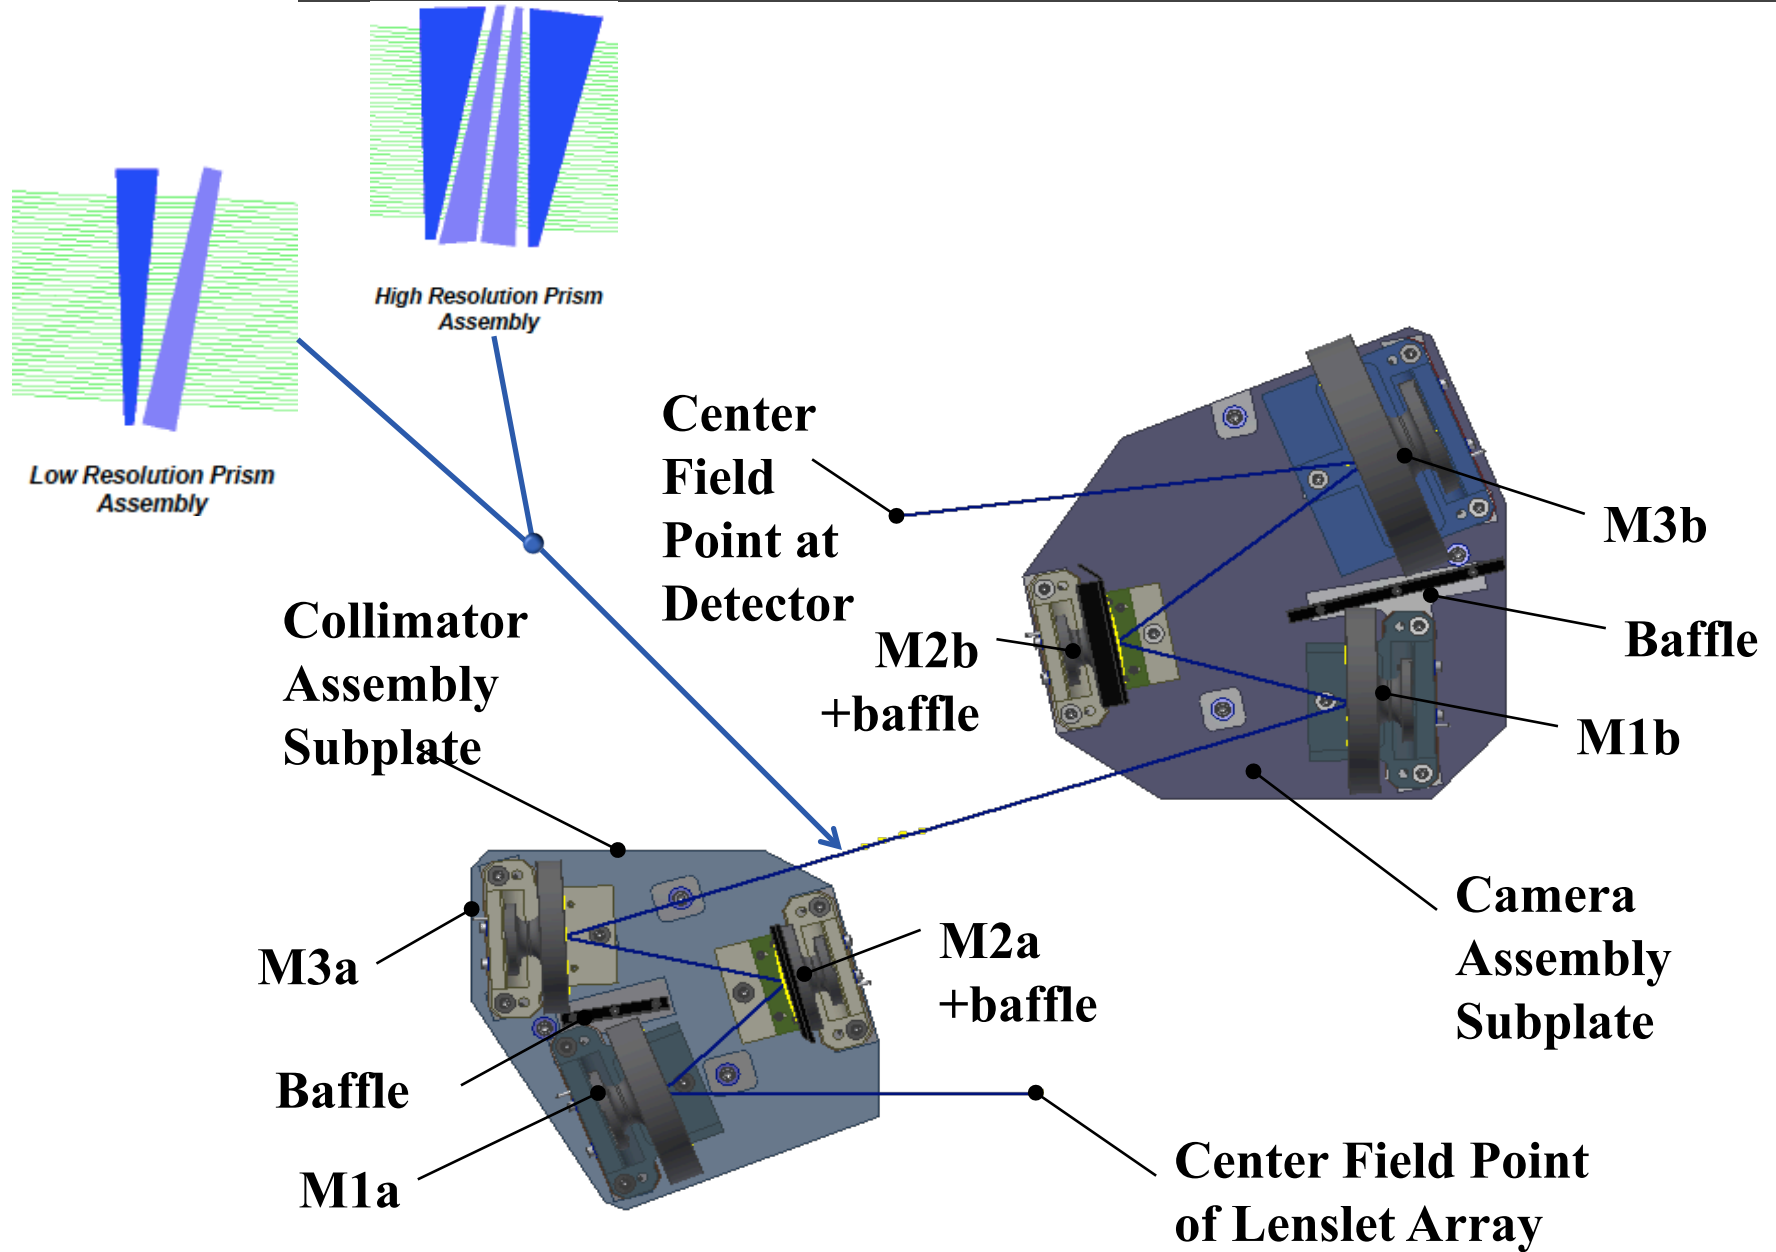 High Resolution Prism
Assembly
Low Resolution Prism
Assembly
Center
Field
Point at
Detector
M3b
Collimator
Assembly
Subplate
M2b
+baffle
Baffle
M1b
Camera
Assembly
Subplate
M3a
M2a
+baffle
Baffle
M1a
Center Field Point
of Lenslet Array